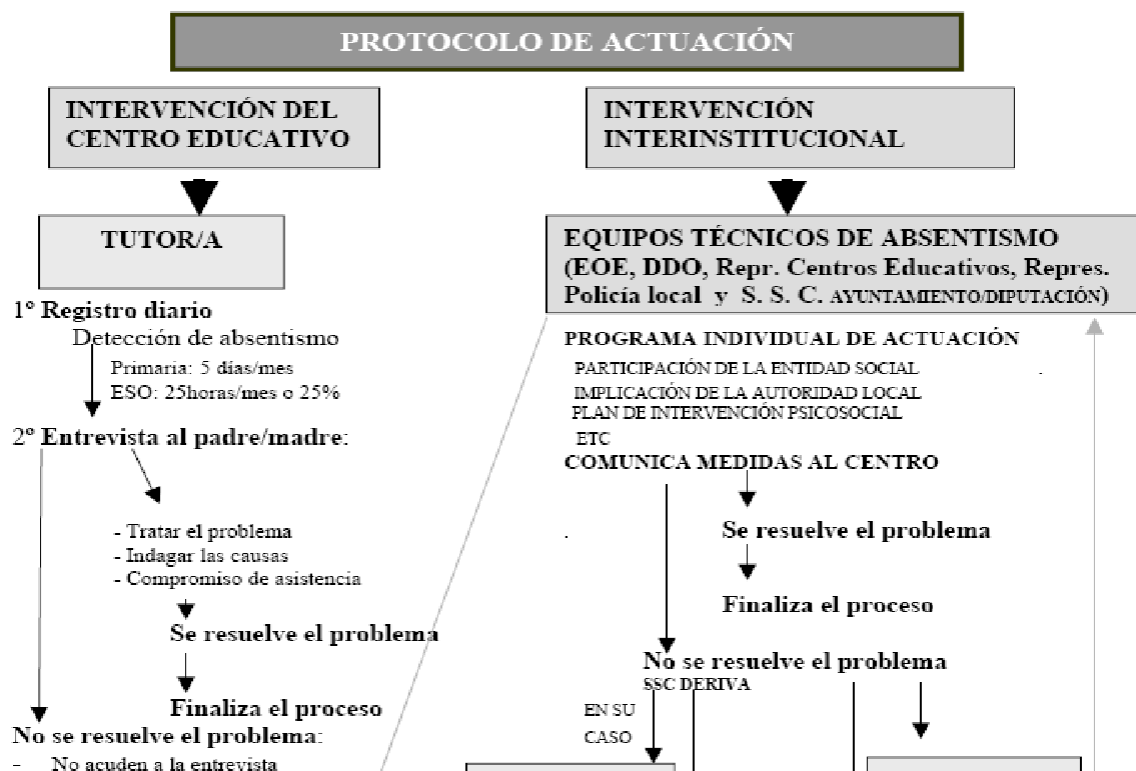 PROTOCOLO DE ACTUACIÓN
INTERVENCIÓN DEL
CENTRO EDUCATIVO
TUTOR/A
1º Registro diario
Detección de absentismo
Primaria: 5 días/mes
ESO: 25horas/mes o 25%
2º Entrevista al padre/madre:
- Tratar el problema
- Indagar las causas
- Compromiso de asistencia
Se resuelve el problema
Finaliza el proceso
No se resuelve el problema:
- No acuden a la entrevista
INTERVENCIÓN
INTERINSTITUCIONAL
EQUIPOS TÉCNICOS DE ABSENTISMO
(EOE, DDO, Repr. Centros Educativos, Repres.
Policía local y S. S. C. AYUNTAMIENTO/DIPUTACIÓN)
PROGRAMA INDIVIDUAL DE ACTUACIÓN
PARTICIPACIÓN DE LA ENTIDAD SOCIAL
IMPLICACIÓN DE LA AUTORIDAD LOCAL
PLAN DE INTERVENCIÓN PSICOSOCIAL
ETC
COMUNICA MEDIDAS AL CENTRO
Se resuelve el problema
Finaliza el proceso
No se resuelve el problema
SSC DERIVA
EN SU
CASO